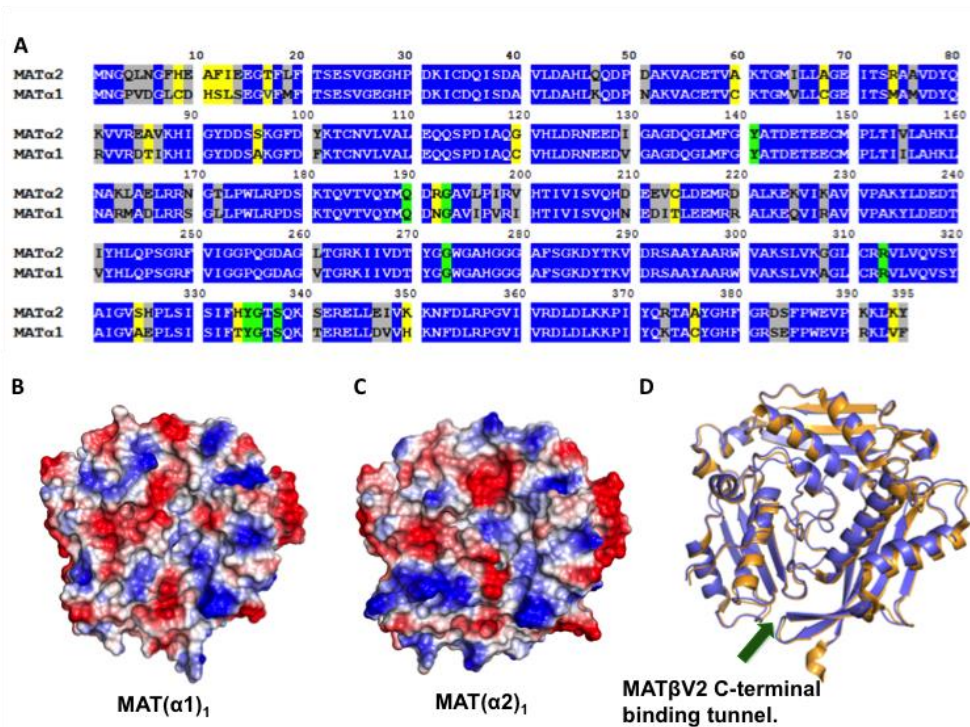 A
10 20 30 40 50 60 70 80
MATα2 MNGQLNGFHE AFIEEGTFLF TSESVGEGHP DKICDQISDA VLDAHLQQDP DAKVACETVA KTGMILLAGE ITSRAAVDYQ
MATα1 MNGPVDGLCD HSLSEGVFMF TSESVGEGHP DKICDQISDA VLDAHLKQDP NAKVACETVC KTGMVLLCGE ITSMAMVDYQ
90 100 110 120 130 140 150 160
MATα2 KVVREAVKHI GYDDSSKGFD YKTCNVLVAL EQQSPDIAQG VHLDRNEEDI GAGDQGLMFG YATDETEECM PLTIVLAHKL
MATα1 RVVRDTIKHI GYDDSAKGFD FKTCNVLVAL EQQSPDIAQC VHLDRNEEDV GAGDQGLMFG YATDETEECM PLTIILAHKL
170 180 190 200 210 220 230 240
MATα2 NAKLAELRRN GTLPWLRPDS KTQVTVQYMQ DRGAVLPIRV HTIVISVQHD EEVCLDEMRD ALKEKVIKAV VPAKYLDEDT
MATα1 NARMADLRRS GLLPWLRPDS KTQVTVQYMQ DNGAVIPVRI HTIVISVQHN EDITLEEMRR ALKEQVIRAV VPAKYLDEDT
250 260 270 280 290 300 310 320
MATα2 IYHLQPSGRF VIGGPQGDAG LTGRKIIVDT YGGWGAHGGG AFSGKDYTKV DRSAAYAARW VAKSLVKGGL CRRVLVQVSY
MATα1 VYHLQPSGRF VIGGPQGDAG VTGRKIIVDT YGGWGAHGGG AFSGKDYTKV DRSAAYAARW VAKSLVKAGL CRRVLVQVSY
330 340 350 360 370 380 390 395
MATα2 AIGVSHPLSI SIFHYGTSQK SERELLEIVK KNFDLRPGVI VRDLDLKKPI YQRTAAYGHF GRDSFPWEVP KKLKY
MATα1 AIGVAEPLSI SIFTYGTSQK TERELLDVVH KNFDLRPGVI VRDLDLKKPI YQKTACYGHF GRDSFPWEVP RKLVF
B C D
MAT(α1)1
MAT(α2)1
MATβV2 C-terminal
binding tunnel.